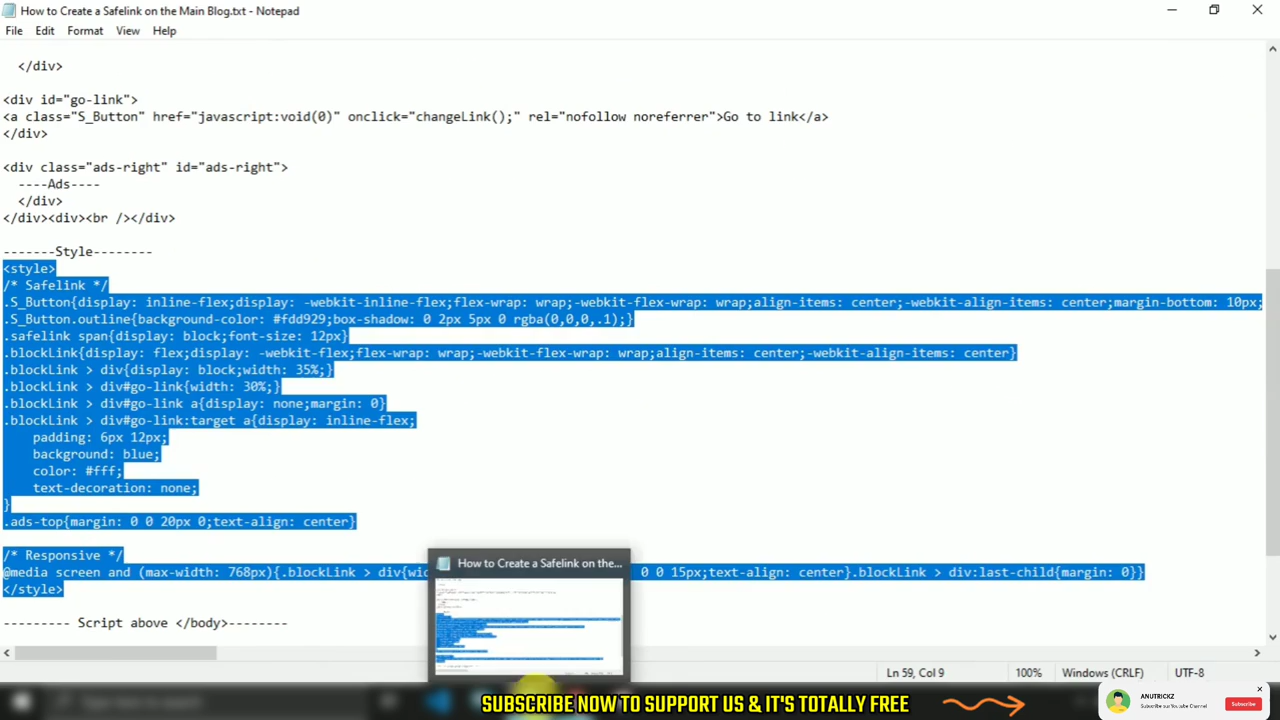 How to Create a Safelink on the Main Blog.txt - Notepad
File Edit Format View Help
</div>
<div id="go-link">
<a class="S_Button" href="javascript:void(0)" onclick="changeLink();" rel="nofollow noreferrer">Go to link</a>
</div>
<div class="ads-right" id="ads-right">
----Ads----
</div>
</div><div><br /></div>
-------Style--------
<style>
/* Safelink */
.S_Button{display: inline-flex;display: -webkit-inline-flex;flex-wrap: wrap;-webkit-flex-wrap: wrap;align-items: center;-webkit-align-items: center;margin-bottom: 10px;
.S_Button.outline{background-color: #fdd929;box-shadow: 0 2px 5px 0 rgba(0,0,0,.1);}
.safelink span{display: block;font-size: 12px}
.blockLink{display: flex;display: -webkit-flex;flex-wrap: wrap;-webkit-flex-wrap: wrap;align-items: center;-webkit-align-items: center}
.blockLink > div{display: block;width: 35%;}
.blockLink > div#go-link{width: 30%;}
.blockLink > div#go-link a{display: none;margin: 0}
.blockLink > div#go-link:target a{display: inline-flex;
padding: 6px 12px;
background: blue;
color: #fff;
text-decoration: none;
}
.ads-top{margin: 0 0 20px 0;text-align: center}
/* Responsive */
@media screen and (max-width: 768px){.blockLink > div{wid 0 0 15px;text-align: center}.blockLink > div:last-child{margin: 0}}
</style>
--------- Script above </body>--------
How to Create a Safelink on the...
Ln 59, Col 9 100% Windows (CRLF) UTF-8
SUBSCRIBE NOW TO SUPPORT US & IT'S TOTALLY FREE
ANUTRICKZ
Subscribe our Youtube Channel
Subscribe